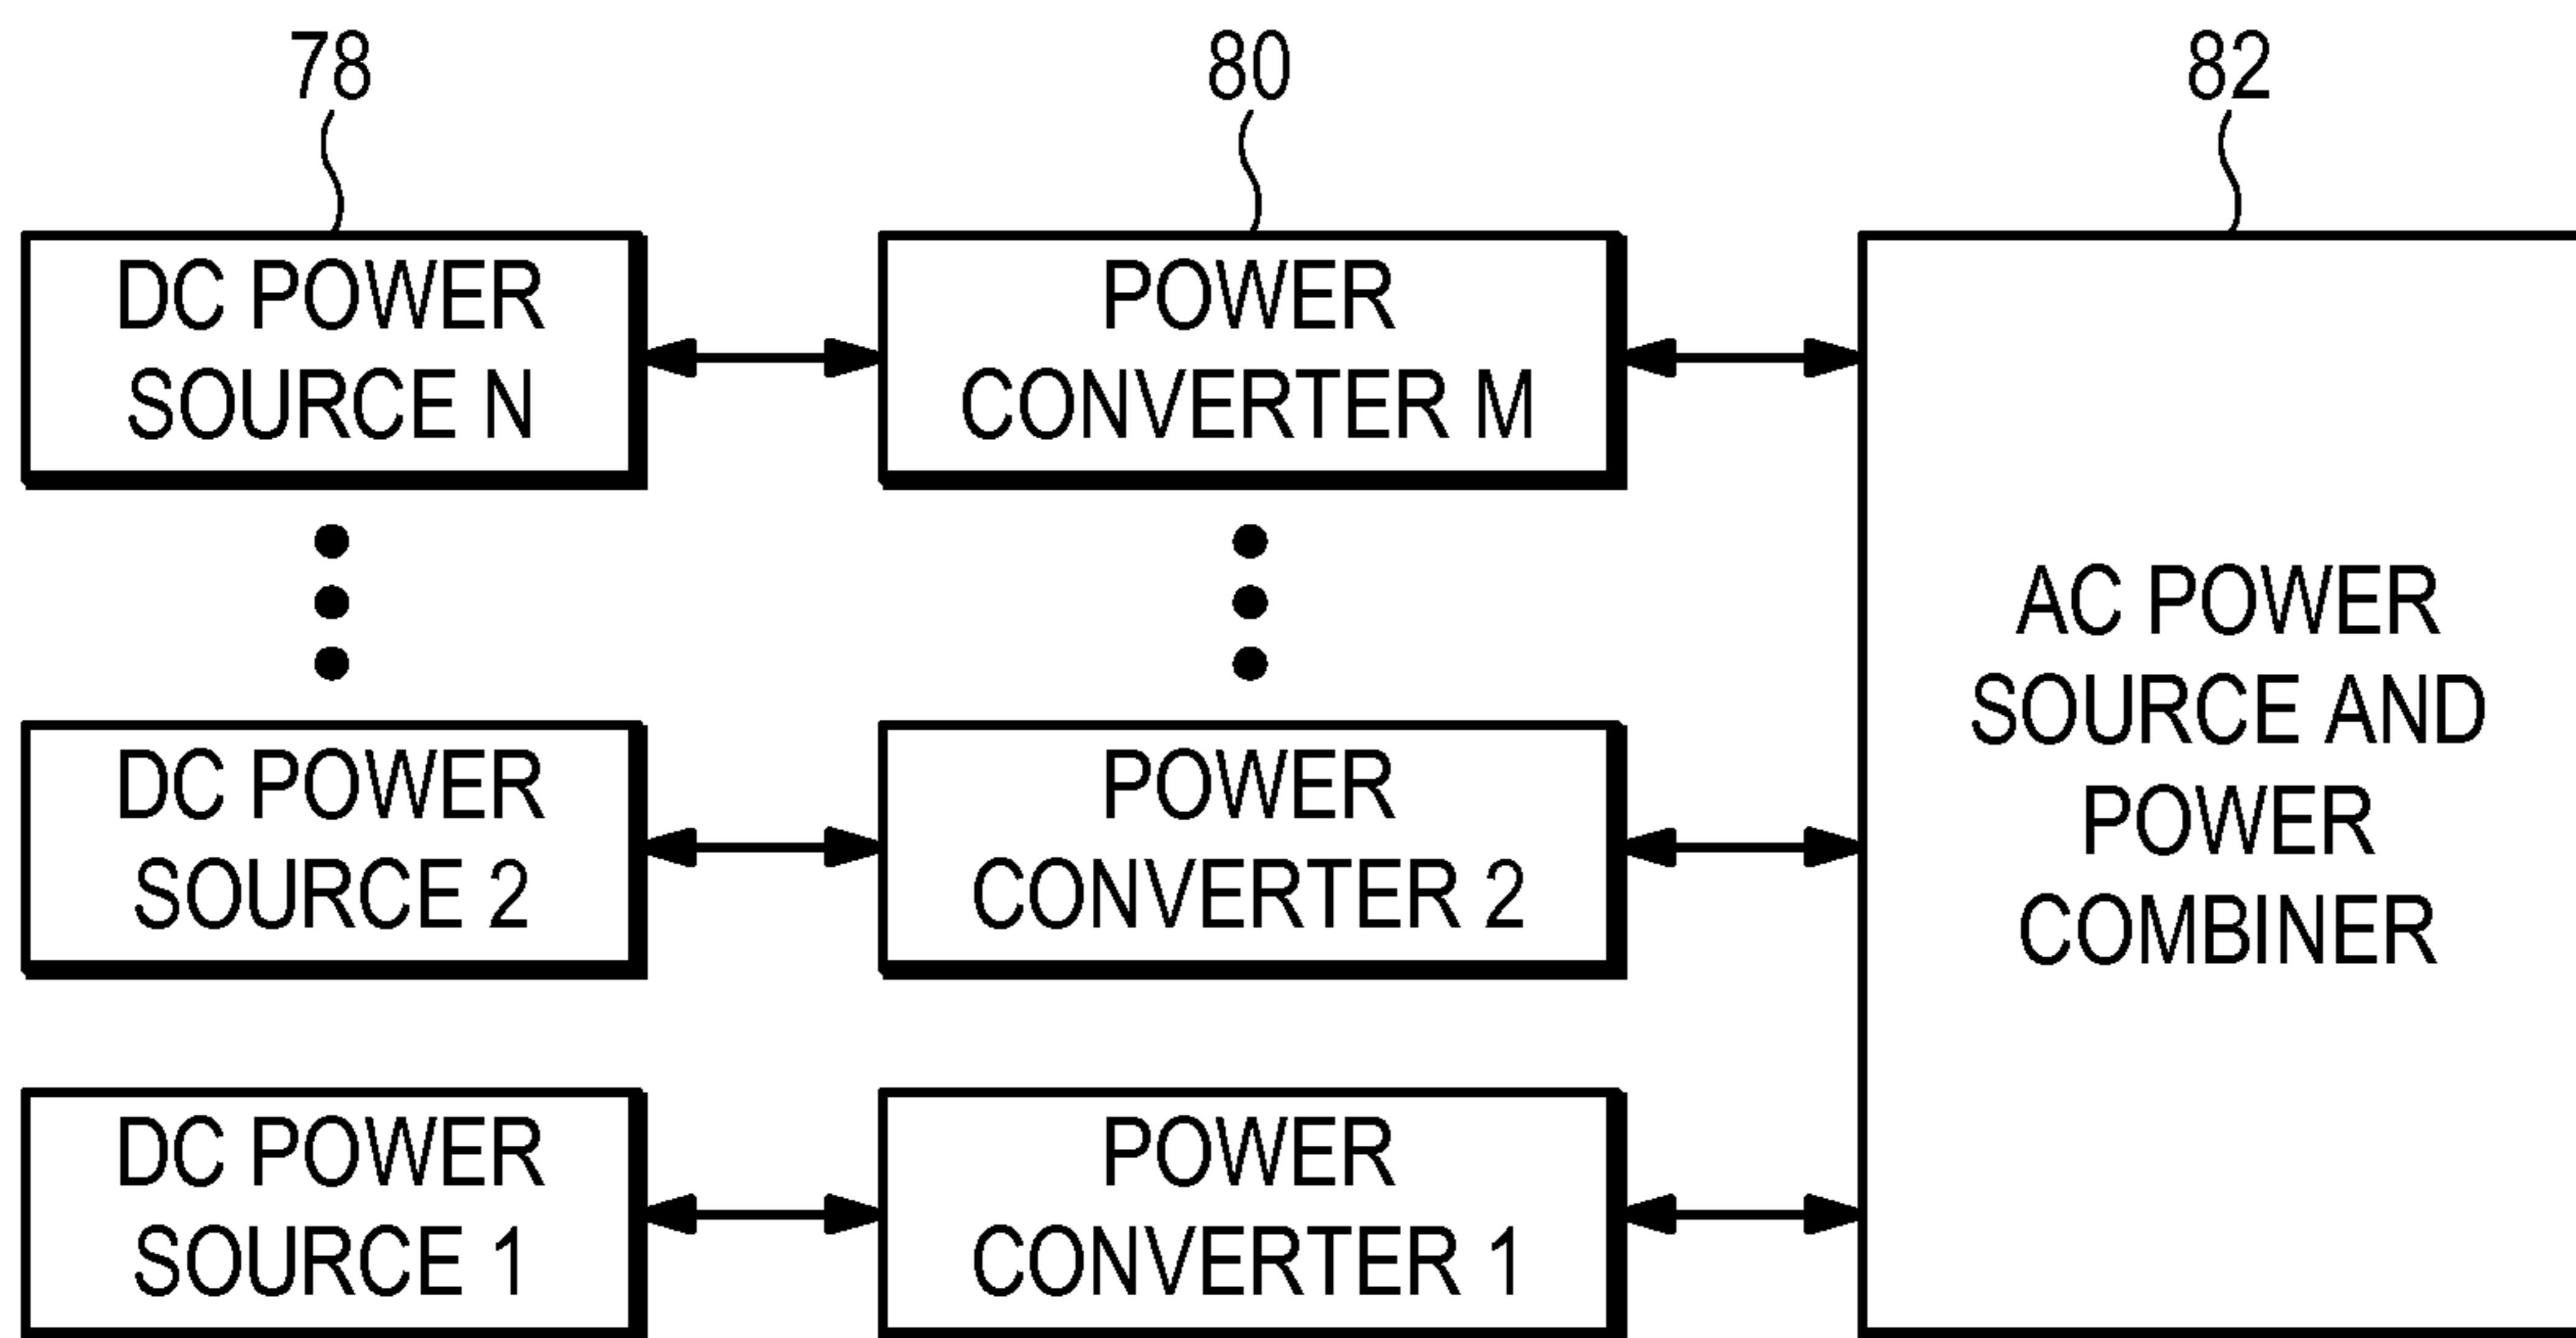 78
80
82
DC POWER
SOURCE N
POWER
CONVERTER M
DC POWER
SOURCE 2
POWER
CONVERTER 2
DC POWER
SOURCE 1
POWER
CONVERTER 1
AC POWER
SOURCE AND
POWER
COMBINER